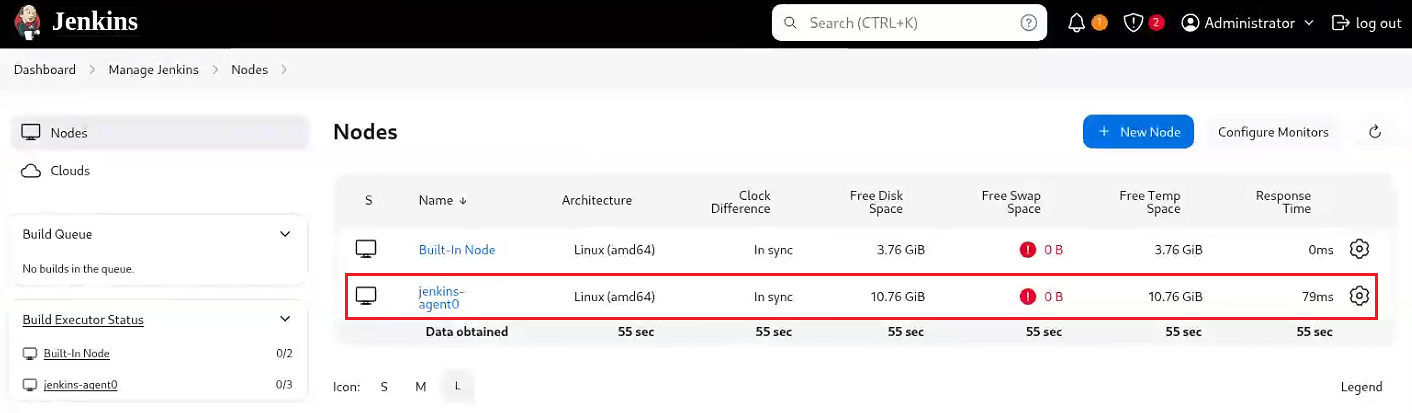 Jenkins
Search (CTRL+K)
?
1
2
Administrator
log out
Dashboard > Manage Jenkins > Nodes >
Nodes
Clouds
Build Queue
No builds in the queue.
Build Executor Status
Built-In Node 0/2
jenkins-agent0 0/3
Nodes
+ New Node
Configure Monitors
S Name ↓ Architecture Clock Difference Free Disk Space Free Swap Space Free Temp Space Response Time
Built-In Node Linux (amd64) In sync 3.76 GiB ! 0 B 3.76 GiB 0ms
jenkins-agent0 Linux (amd64) In sync 10.76 GiB ! 0 B 10.76 GiB 79ms
Data obtained 55 sec 55 sec 55 sec 55 sec 55 sec 55 sec
Icon: S M L
Legend